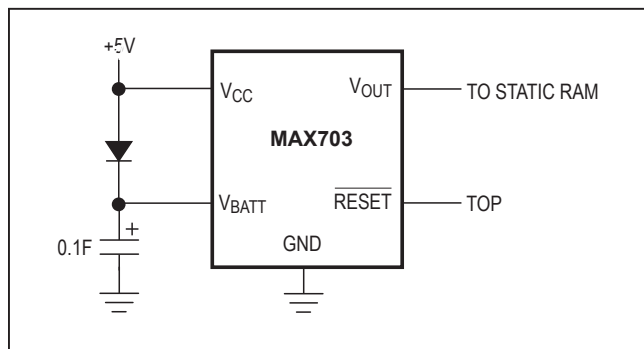 +5V
VCC
VOUT
TO STATIC RAM
MAX703
VBATT
RESET
TOP
+
0.1F
GND